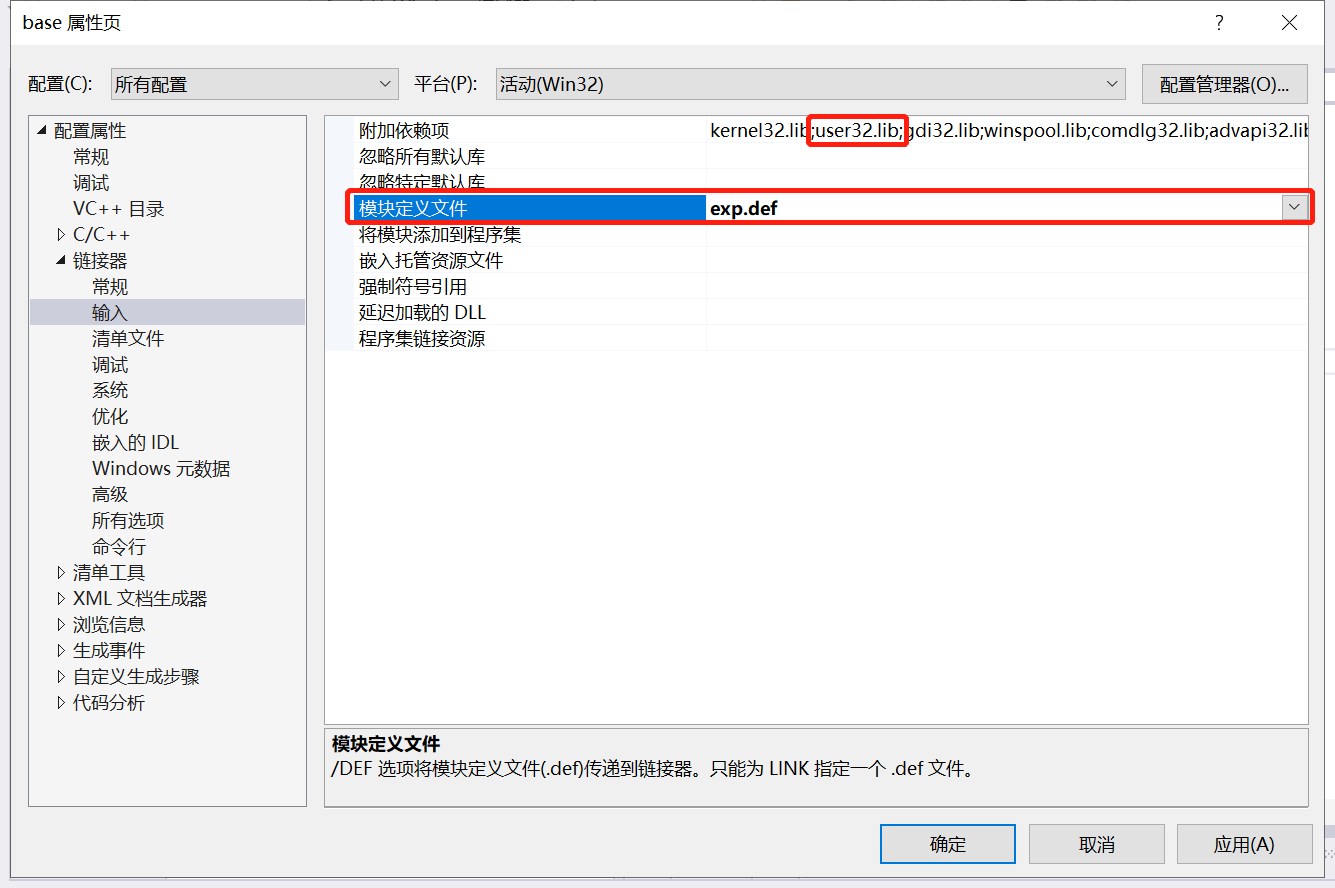 base 属性页
?
配置(C): 所有配置 平台(P): 活动(Win32) 配置管理器(O)...
配置属性
常规
调试
VC++ 目录
C/C++
链接器
常规
输入
清单文件
调试
系统
优化
嵌入的 IDL
Windows 元数据
高级
所有选项
命令行
清单工具
XML 文档生成器
浏览信息
生成事件
自定义生成步骤
代码分析
附加依赖项 kernel32.lib;user32.lib;gdi32.lib;winspool.lib;comdlg32.lib;advapi32.lib
忽略所有默认库
忽略特定默认库
模块定义文件 exp.def
将模块添加到程序集
嵌入托管资源文件
强制符号引用
延迟加载的 DLL
程序集链接资源
模块定义文件
/DEF 选项将模块定义文件(.def)传递到链接器。只能为 LINK 指定一个 .def 文件。
确定 取消 应用(A)